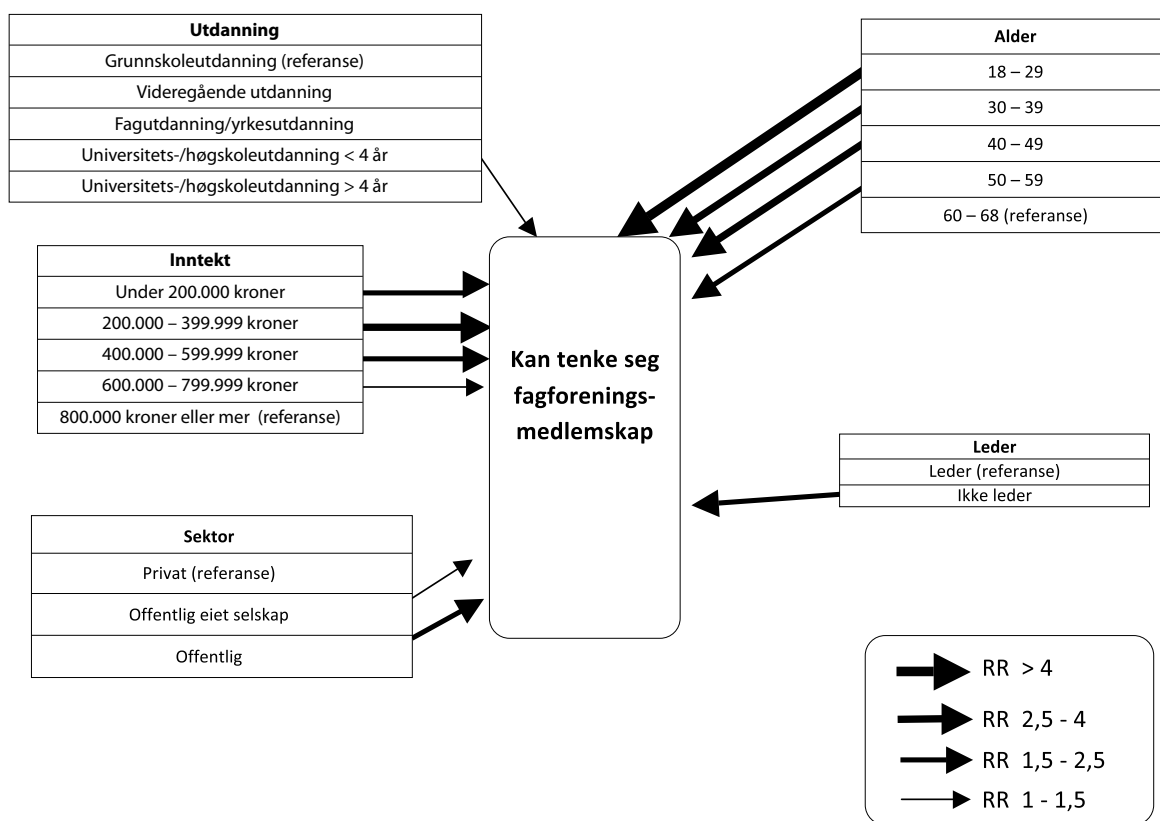 Utdanning
Grunnskoleutdanning (referanse)
Videregående utdanning
Fagutdanning/yrkesutdanning
Universitets-/høgskoleutdanning < 4 år
Universitets-/høgskoleutdanning > 4 år
Alder
18 – 29
30 – 39
40 – 49
50 – 59
60 – 68 (referanse)
Inntekt
Under 200.000 kroner
200.000 – 399.999 kroner
400.000 – 599.999 kroner
600.000 – 799.999 kroner
800.000 kroner eller mer (referanse)
Kan tenke seg
fagforenings-
medlemskap
Leder
Leder (referanse)
Ikke leder
Sektor
Privat (referanse)
Offentlig eiet selskap
Offentlig
RR > 4
RR 2,5 - 4
RR 1,5 - 2,5
RR 1 - 1,5